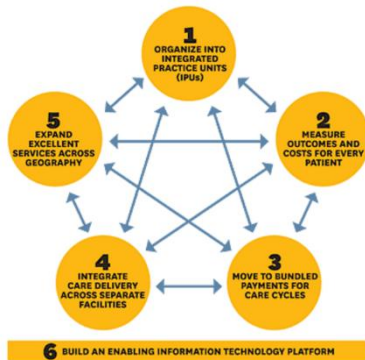 1
ORGANIZE INTO
INTEGRATED
PRACTICE UNITS
(IPUs)
2
MEASURE
OUTCOMES AND
COSTS FOR EVERY
PATIENT
3
MOVE TO BUNDLED
PAYMENTS FOR
CARE CYCLES
4
INTEGRATE
CARE DELIVERY
ACROSS SEPARATE
FACILITIES
5
EXPAND
EXCELLENT
SERVICES ACROSS
GEOGRAPHY
6 BUILD AN ENABLING INFORMATION TECHNOLOGY PLATFORM